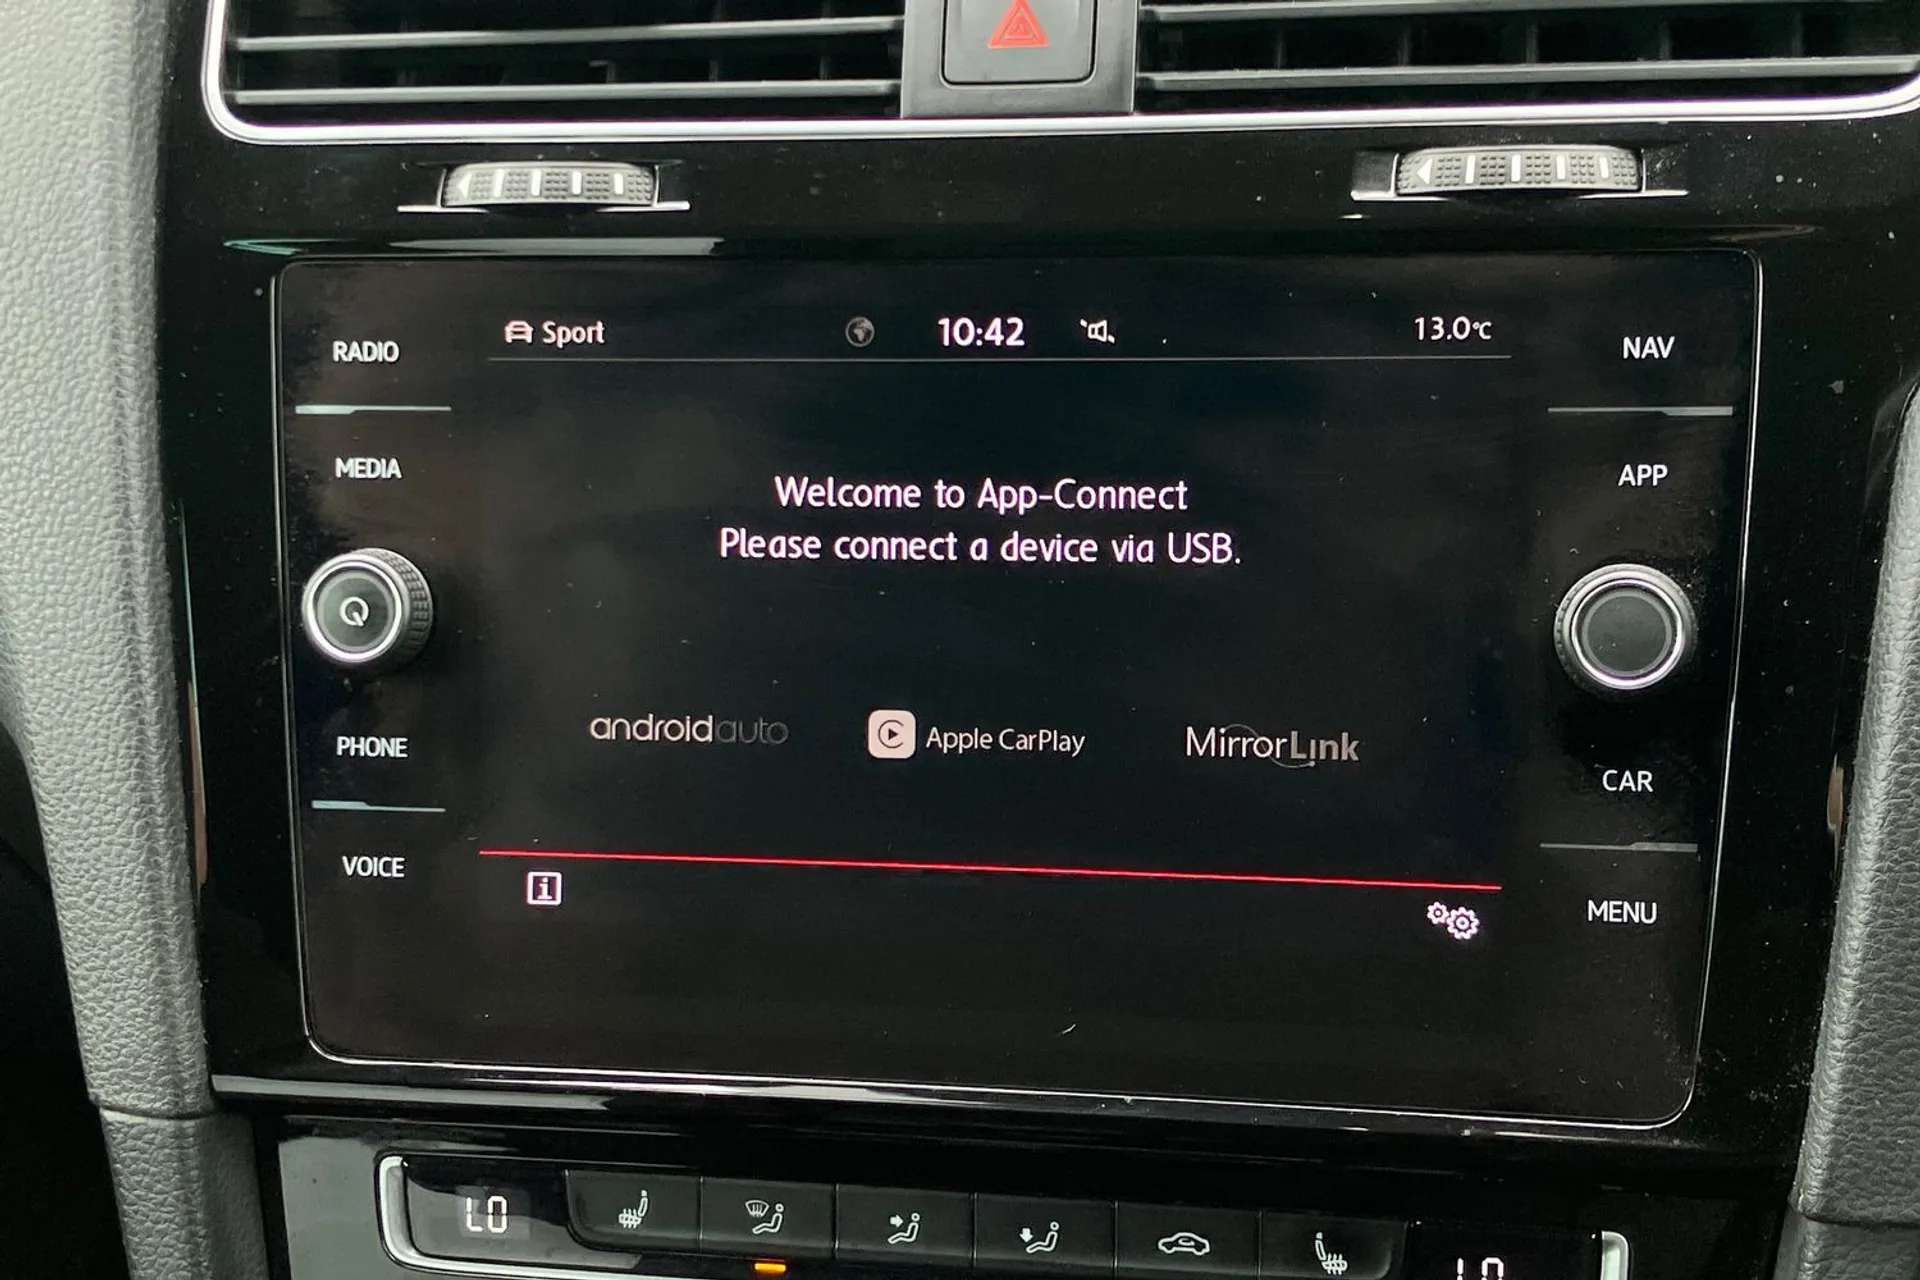 RADIO
MEDIA
PHONE
VOICE
Sport
10:42
13.0°C
Welcome to App-Connect
Please connect a device via USB.
androidauto
Apple CarPlay
MirrorLink
i
NAV
APP
CAR
MENU
LO
LO